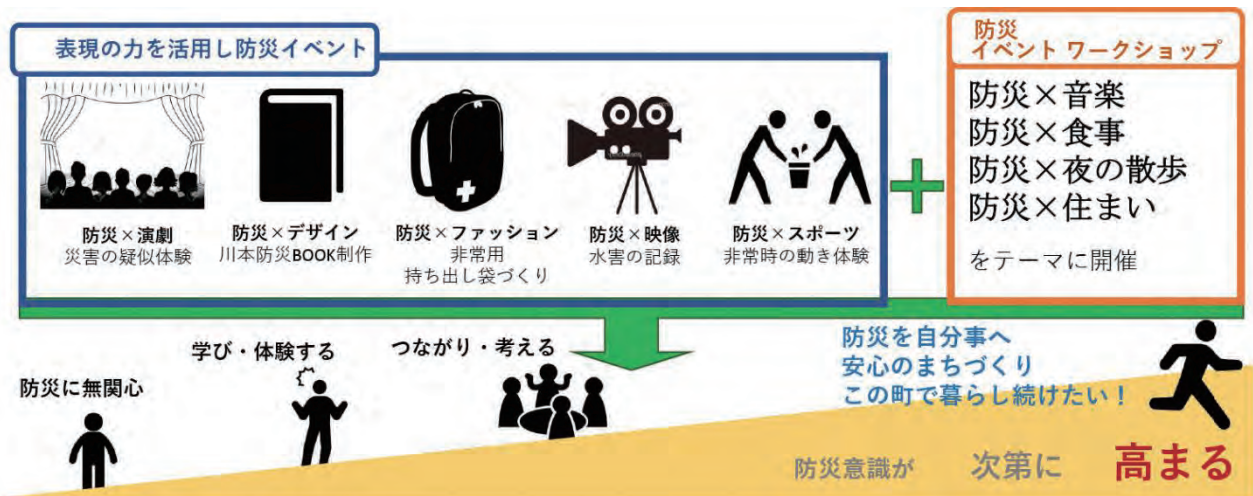 表現の力を活用し防災イベント
防災×演劇
災害の疑似体験
防災×デザイン
川本防災BOOK制作
防災×ファッション
非常用
持ち出し袋づくり
防災×映像
水害の記録
防災×スポーツ
非常時の動き体験
防災
イベント ワークショップ
防災×音楽
防災×食事
防災×夜の散歩
防災×住まい
をテーマに開催
防災に無関心
学び・体験する
つながり・考える
防災を自分事へ
安心のまちづくり
この町で暮らし続けたい！
防災意識が 次第に 高まる